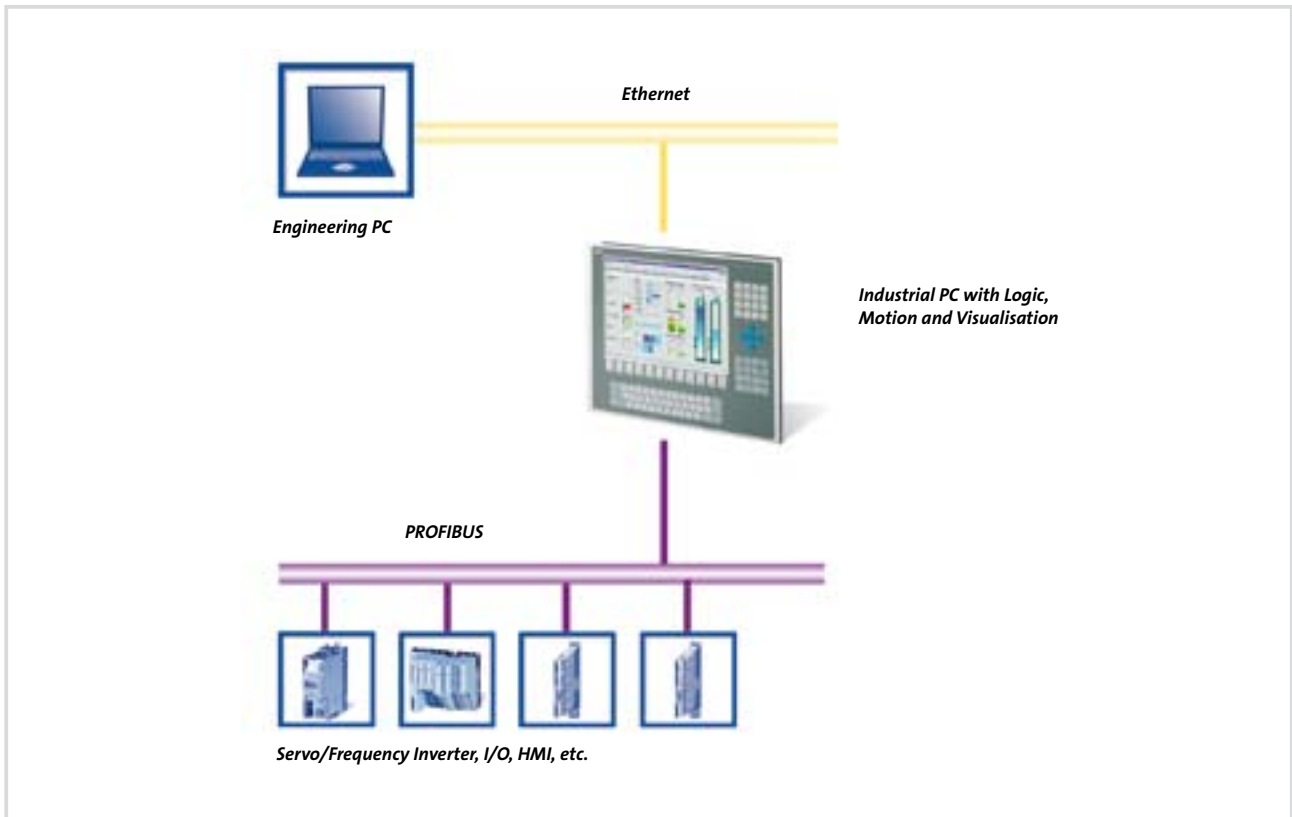 Ethernet
Engineering PC
Industrial PC with Logic,
Motion and Visualisation
PROFIBUS
Servo/Frequency Inverter, I/O, HMI, etc.